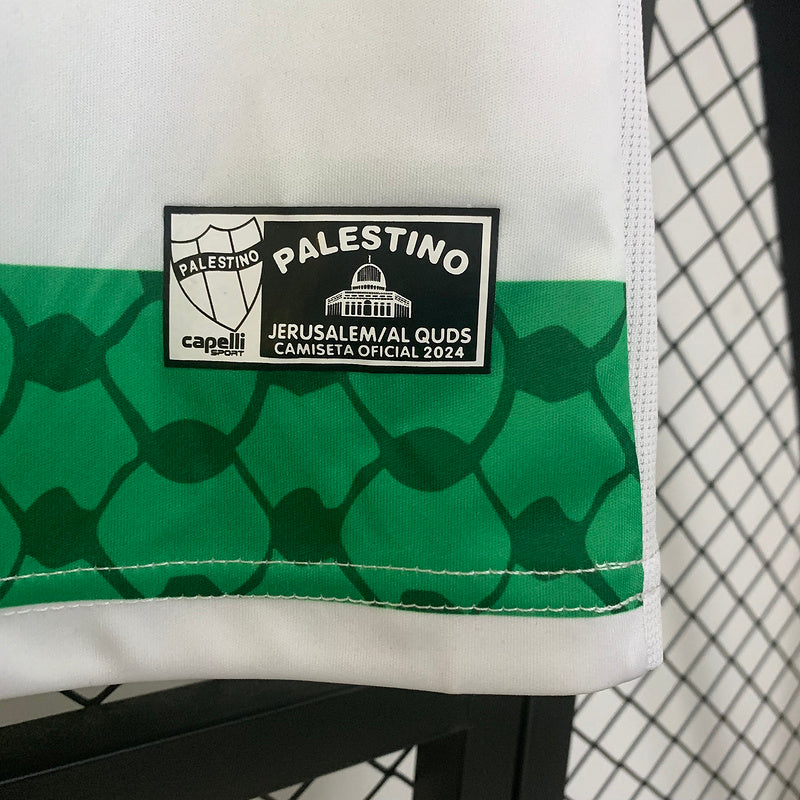 PALESTINO
capelli
SPORT
PALESTINO
JERUSALEM/AL QUDS
CAMISETA OFICIAL 2024